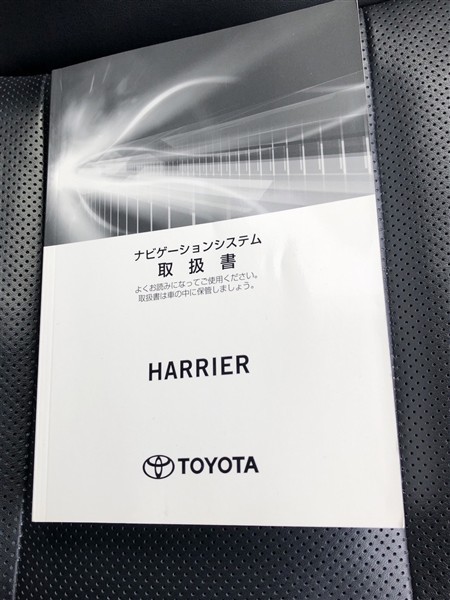 ナビゲーションシステム
取扱書
よくお読みになってご使用ください。
取扱書は車の中に保管しましょう。
HARRIER
TOYOTA